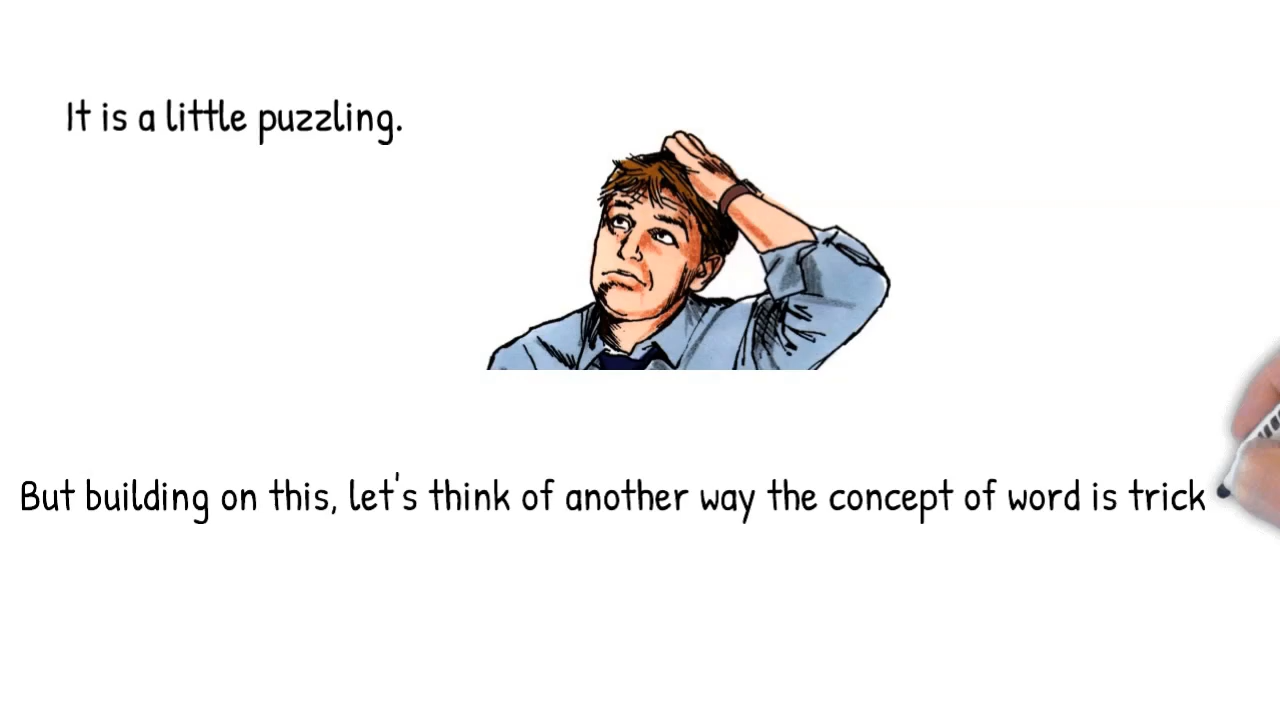 It is a little puzzling.
But building on this, let's think of another way the concept of word is trick